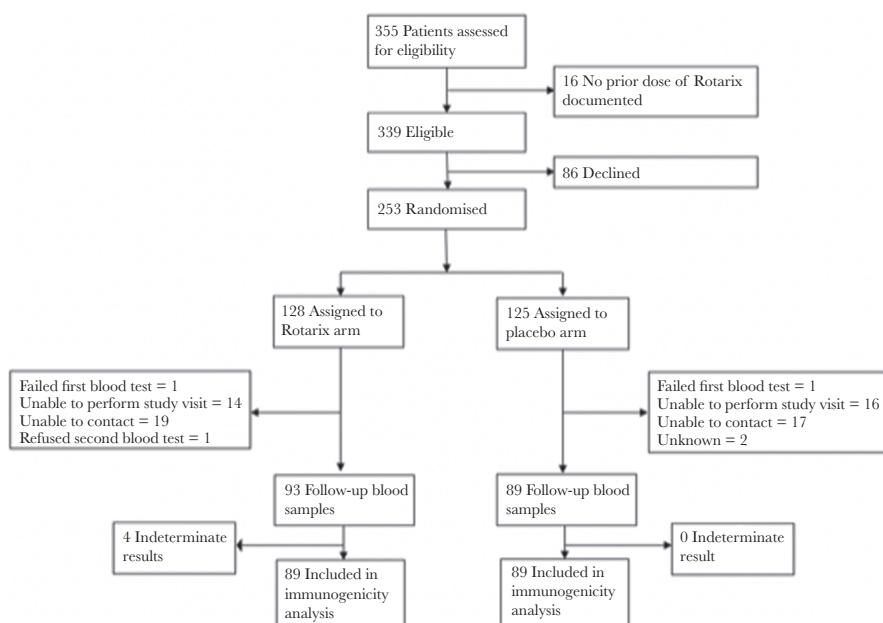 355 Patients assessed
for eligibility
16 No prior dose of Rotarix
documented
339 Eligible
86 Declined
253 Randomised
128 Assigned to
Rotarix arm
125 Assigned to
placebo arm
Failed first blood test = 1
Unable to perform study visit = 14
Unable to contact = 19
Refused second blood test = 1
Failed first blood test = 1
Unable to perform study visit = 16
Unable to contact = 17
Unknown = 2
93 Follow-up blood
samples
89 Follow-up blood
samples
4 Indeterminate
results
0 Indeterminate
result
89 Included in
immunogenicity
analysis
89 Included in
immunogenicity
analysis